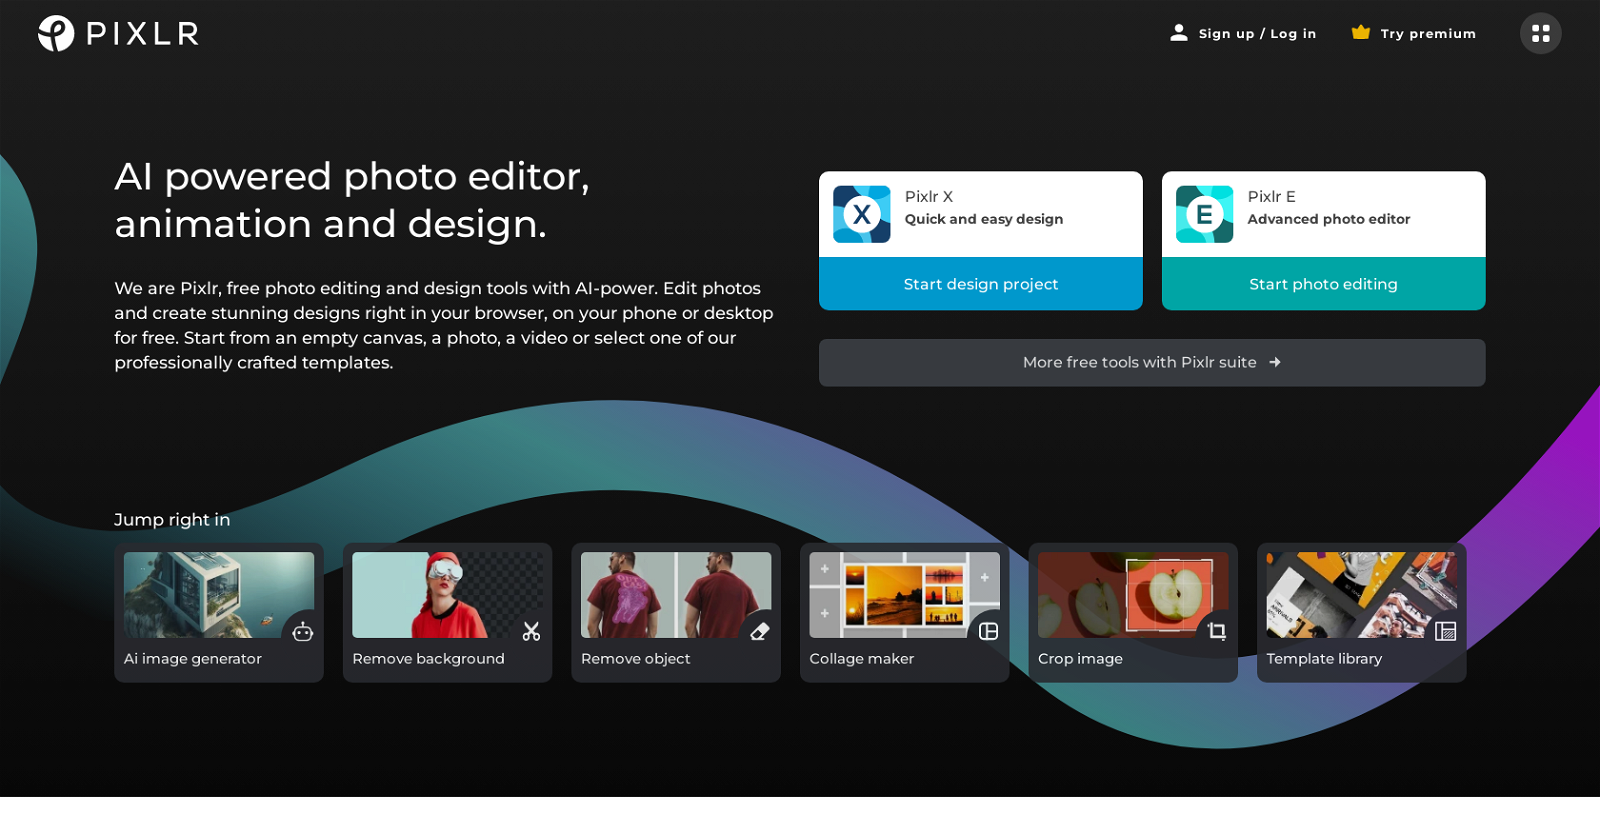 PIXLR
Sign up / Log in
Try premium
AI powered photo editor,
animation and design.
We are Pixlr, free photo editing and design tools with AI-power. Edit photos
and create stunning designs right in your browser, on your phone or desktop
for free. Start from an empty canvas, a photo, a video or select one of our
professionally crafted templates.
X
Pixlr X
Quick and easy design
Start design project
E
Pixlr E
Advanced photo editor
Start photo editing
More free tools with Pixlr suite
Jump right in
Ai image generator
Remove background
Remove object
Collage maker
Crop image
Template library